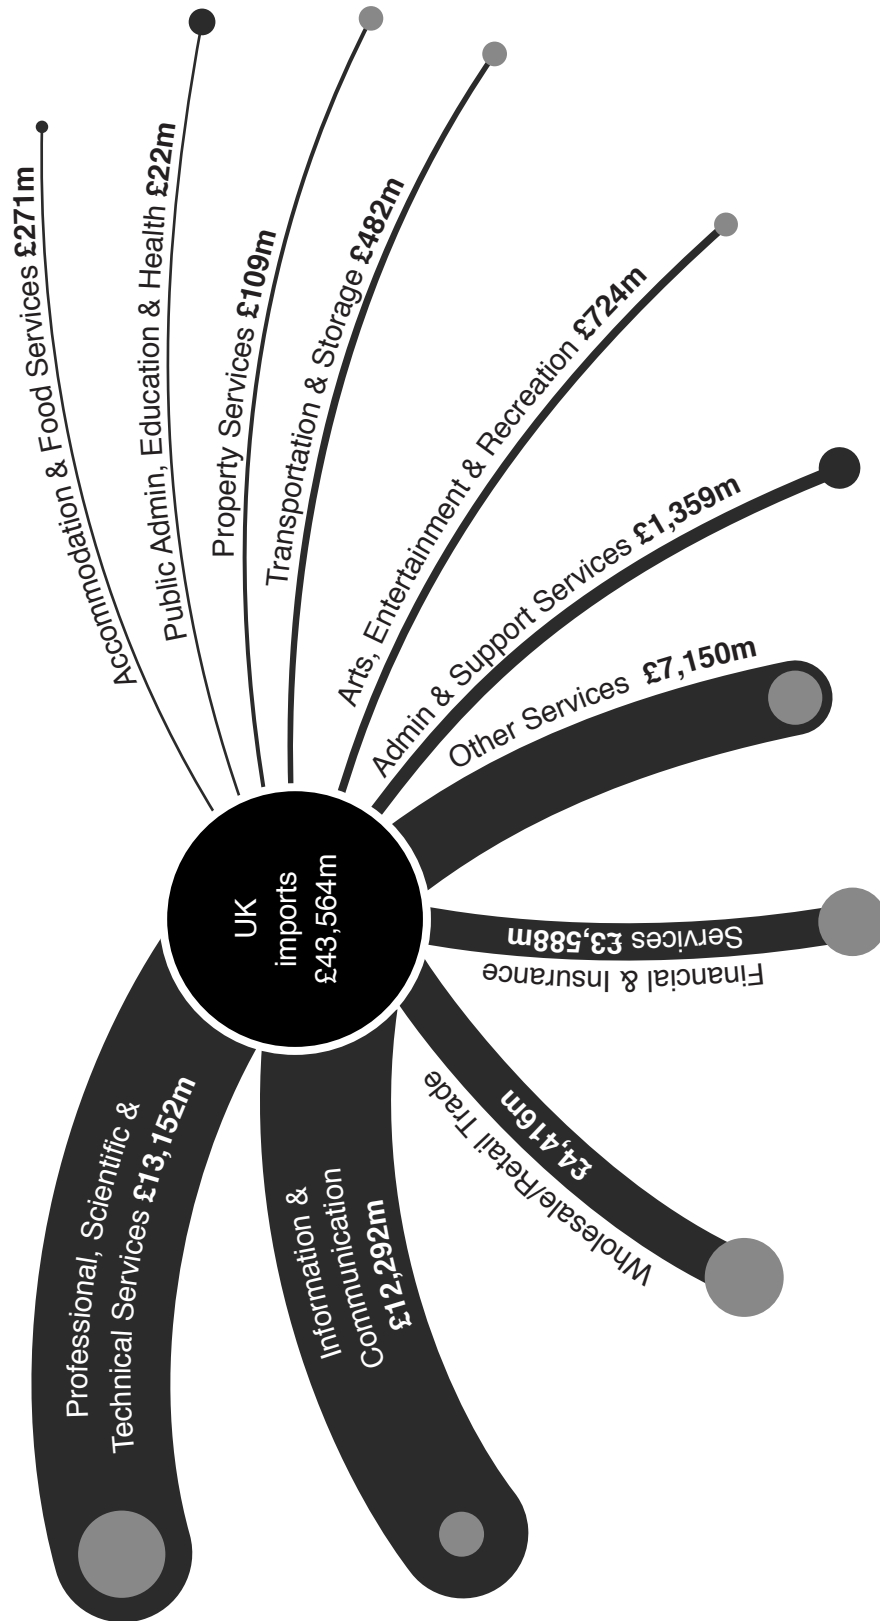 Accommodation & Food Services £271m
Public Admin, Education & Health £22m
Property Services £109m
Transportation & Storage £482m
Arts, Entertainment & Recreation £724m
Admin & Support Services £1,359m
Other Services £7,150m
Financial & Insurance
Services £3,588m
Wholesale/Retail Trade
£4,416m
Information &
Communication
£12,292m
Professional, Scientific &
Technical Services £13,152m
UK
imports
£43,564m